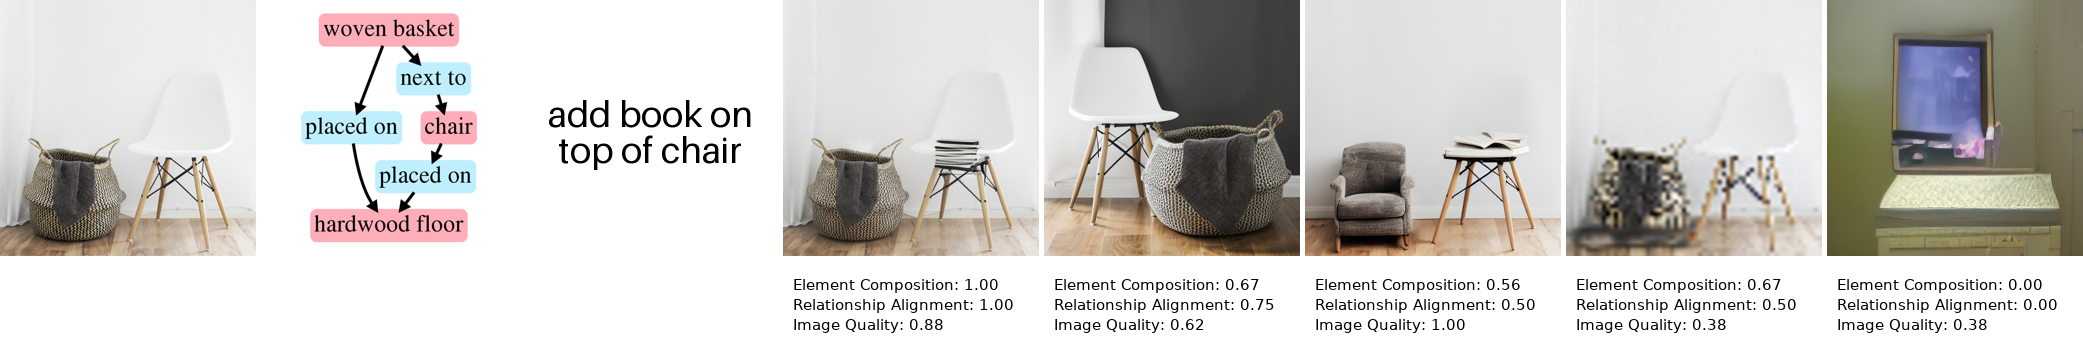 woven basket
next to
placed on
chair
placed on
hardwood floor
add book on
top of chair
Element Composition: 1.00
Relationship Alignment: 1.00
Image Quality: 0.88
Element Composition: 0.67
Relationship Alignment: 0.75
Image Quality: 0.62
Element Composition: 0.56
Relationship Alignment: 0.50
Image Quality: 1.00
Element Composition: 0.67
Relationship Alignment: 0.50
Image Quality: 0.38
Element Composition: 0.00
Relationship Alignment: 0.00
Image Quality: 0.38